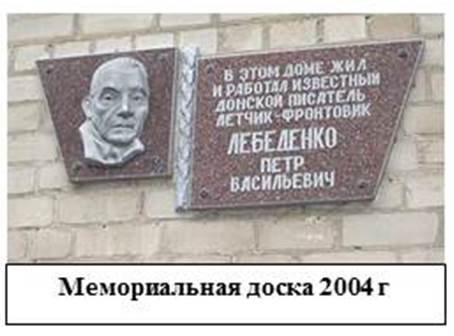 В ЭТОМ ДОМЕ ЖИЛ
И РАБОТАЛ ИЗВЕСТНЫЙ
ДОНСКОЙ ПИСАТЕЛЬ
ЛЕТЧИК-ФРОНТОВИК
ЛЕБЕДЕНКО
ПЕТР
ВАСИЛЬЕВИЧ
Мемориальная доска 2004 г